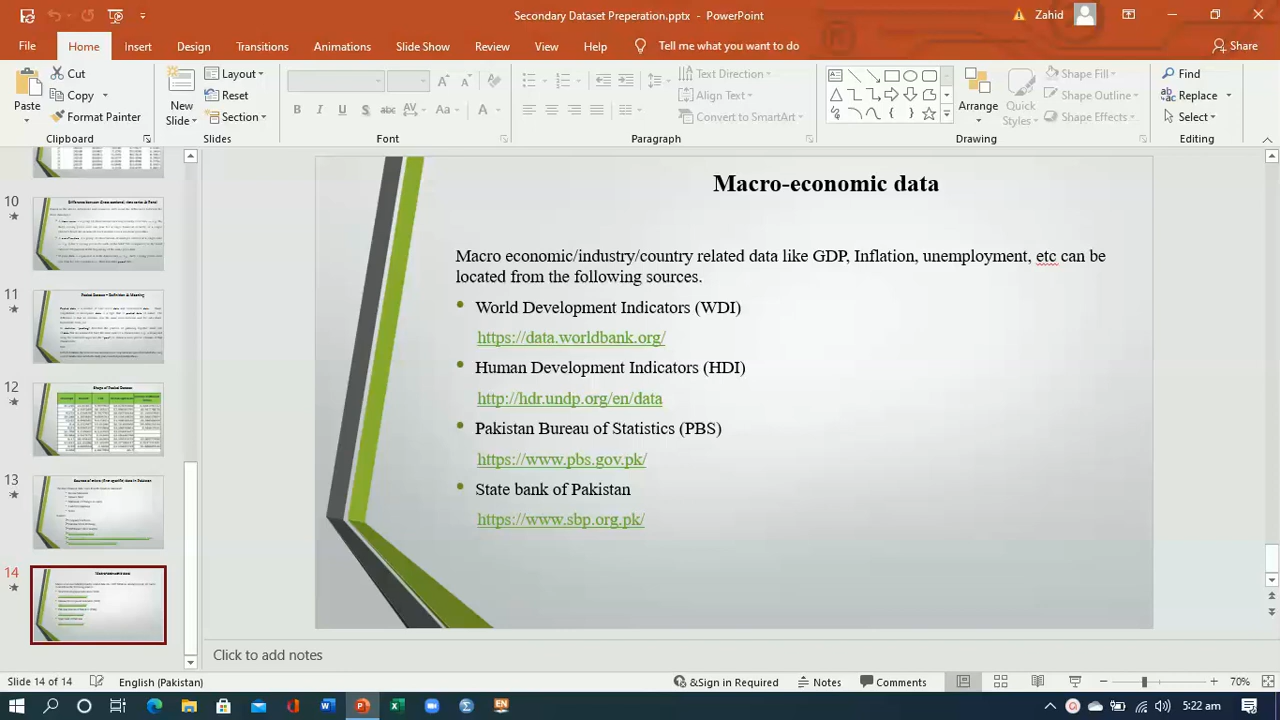 Secondary Data Sources - PowerPoint
Zahid
File
Home
Insert
Design
Transitions
Animations
Slide Show
Review
View
Help
Tell me what you want to do
Share
Paste
Cut
Copy
Format Painter
Clipboard
New
Slide
Layout
Reset
Section
Slides
Font
Text Direction
Align Text
Convert to SmartArt
Paragraph
Arrange
Quick
Styles
Shape Fill
Shape Outline
Shape Effects
Drawing
Find
Replace
Select
Editing
10
11
12
13
14
Macro-economic data
Macro economic/industry/country related data like GDP, Inflation, unemployment, etc can be
located from the following sources.
• World Development Indicators (WDI)
https://data.worldbank.org/
• Human Development Indicators (HDI)
http://hdr.undp.org/en/data
• Pakistan Bureau of Statistics (PBS)
https://www.pbs.gov.pk/
• State bank of Pakistan
https://www.sbp.org.pk/
Click to add notes
Slide 14 of 14
English (Pakistan)
&Sign in Required
Notes
Comments
70%
5:22 am